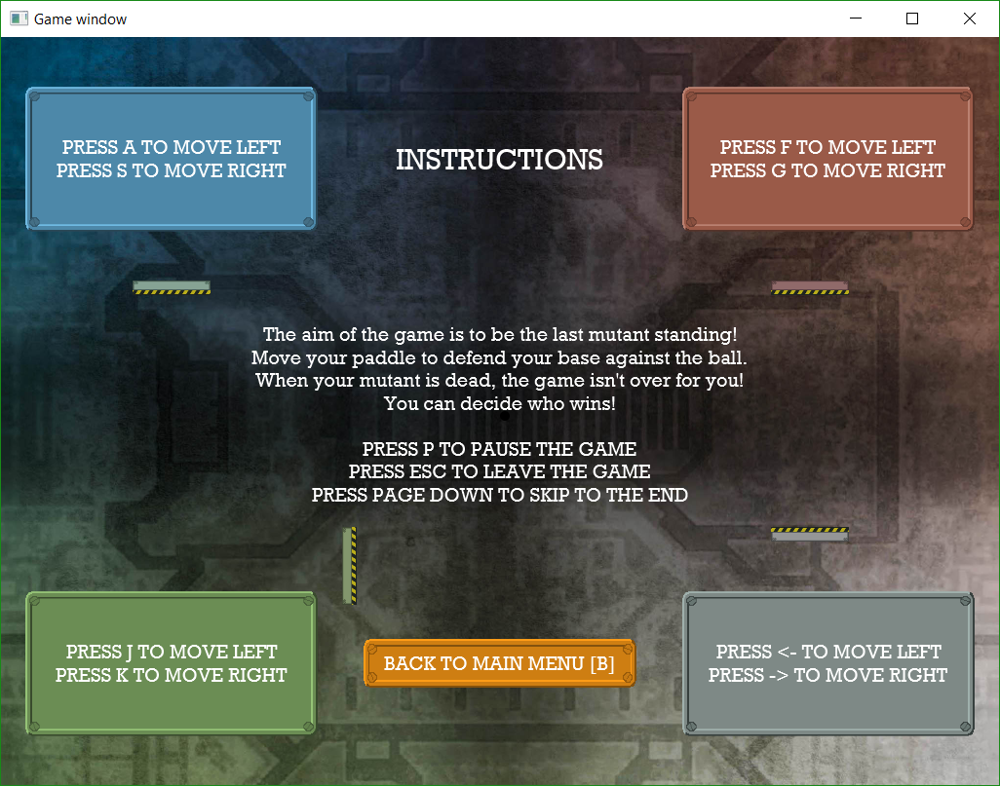 Game window
PRESS A TO MOVE LEFT
PRESS S TO MOVE RIGHT
INSTRUCTIONS
PRESS F TO MOVE LEFT
PRESS G TO MOVE RIGHT
The aim of the game is to be the last mutant standing!
Move your paddle to defend your base against the ball.
When your mutant is dead, the game isn't over for you!
You can decide who wins!
PRESS P TO PAUSE THE GAME
PRESS ESC TO LEAVE THE GAME
PRESS PAGE DOWN TO SKIP TO THE END
PRESS J TO MOVE LEFT
PRESS K TO MOVE RIGHT
BACK TO MAIN MENU [B]
PRESS <- TO MOVE LEFT
PRESS -> TO MOVE RIGHT